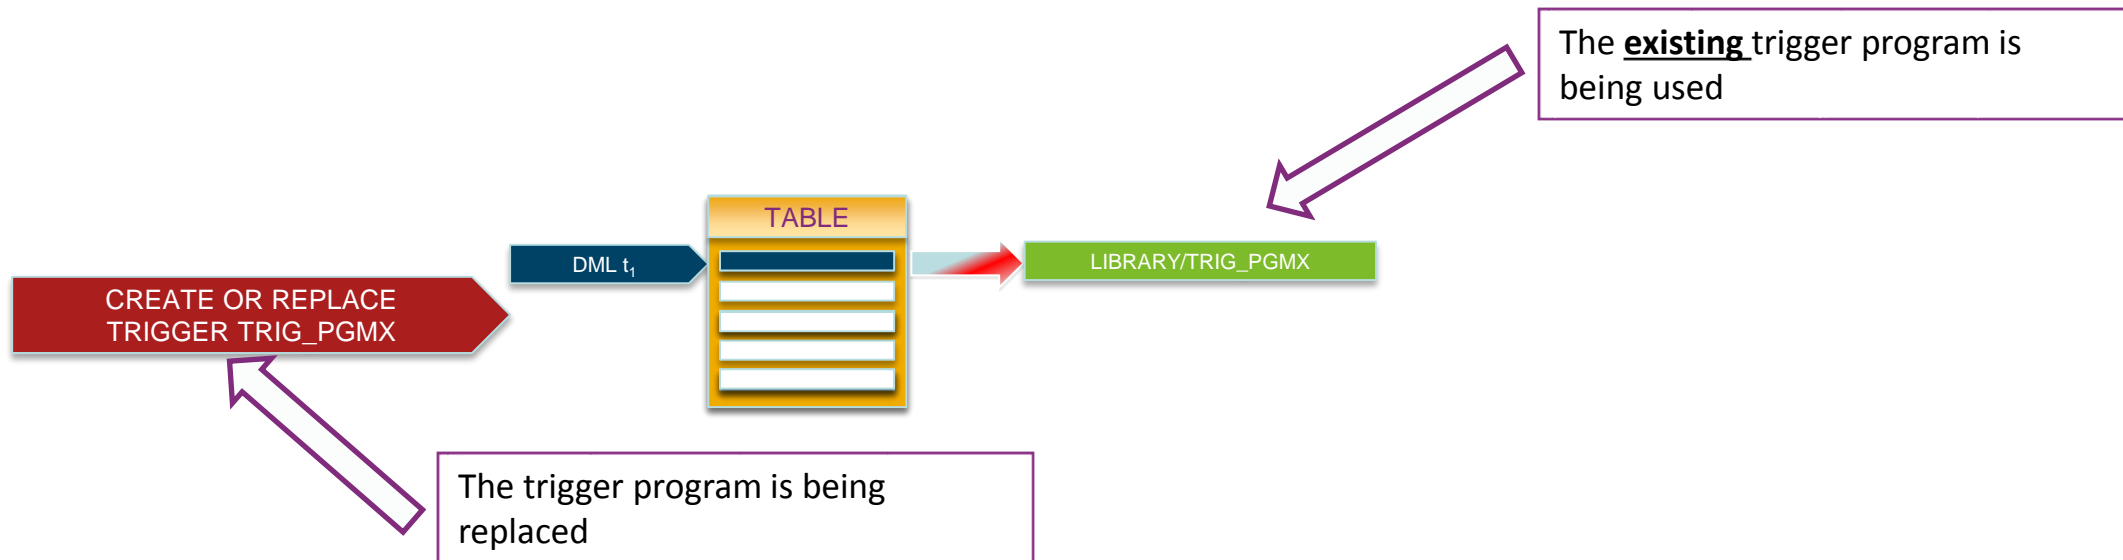 The existing trigger program is
being used
TABLE
DML t₁
LIBRARY/TRIG_PGMX
CREATE OR REPLACE
TRIGGER TRIG_PGMX
The trigger program is being
replaced